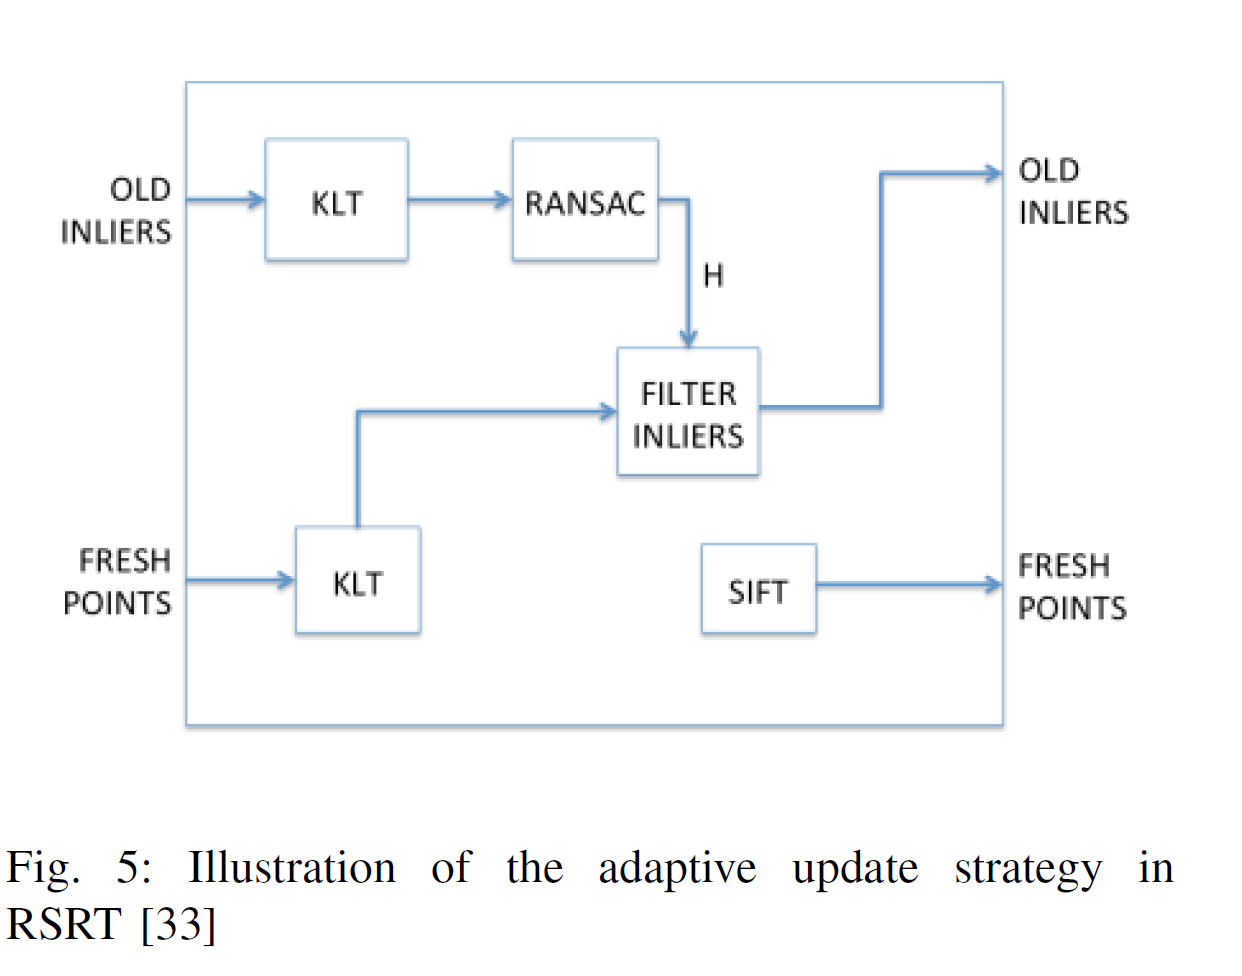 OLD
INLIERS
KLT
RANSAC
OLD
INLIERS
H
FILTER
INLIERS
FRESH
POINTS
KLT
SIFT
FRESH
POINTS
Fig. 5: Illustration of the adaptive update strategy in
RSRT [33]